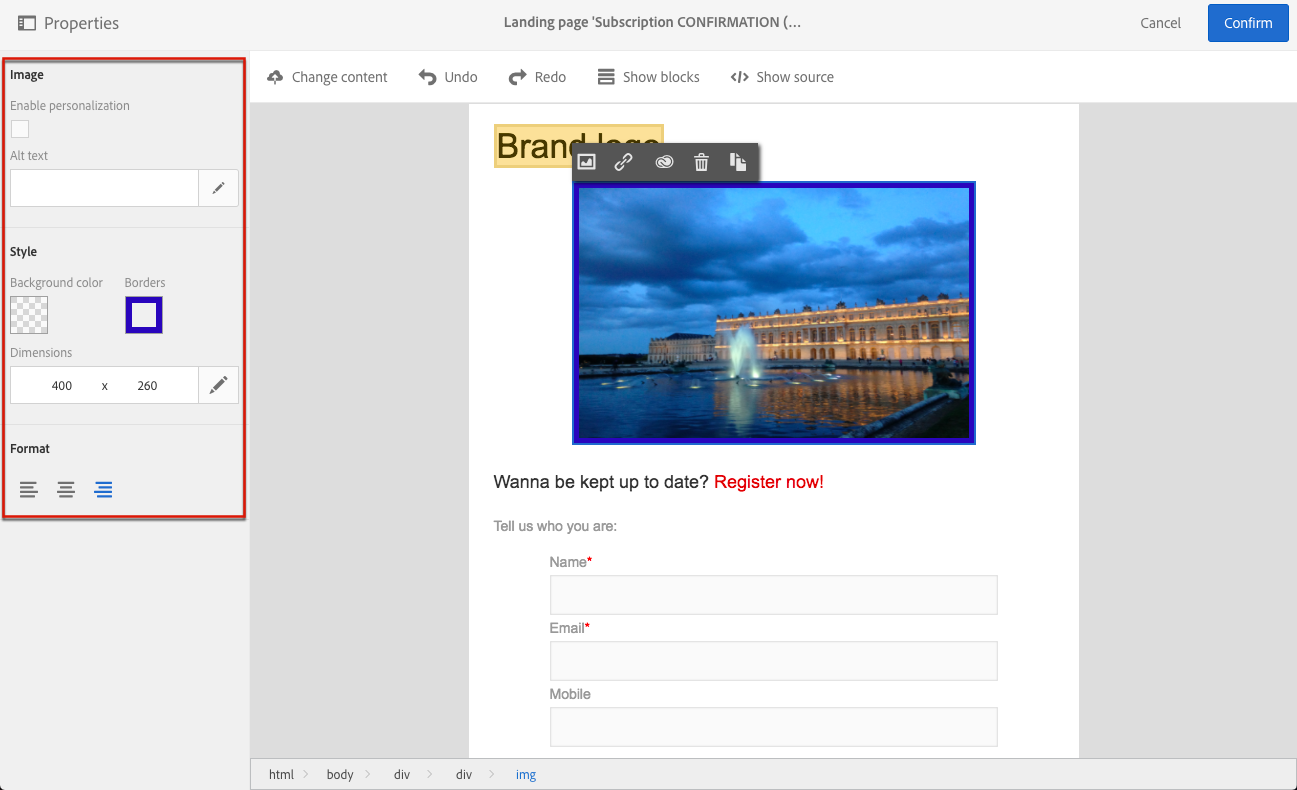 Properties
Landing page 'Subscription CONFIRMATION (...
Cancel
Confirm
Image
Enable personalization
Alt text
Style
Background color
Borders
Dimensions
400 x 260
Format
Change content
Undo
Redo
Show blocks
</> Show source
Brand logo
Wanna be kept up to date? Register now!
Tell us who you are:
Name*
Email*
Mobile
html
body
div
div
img